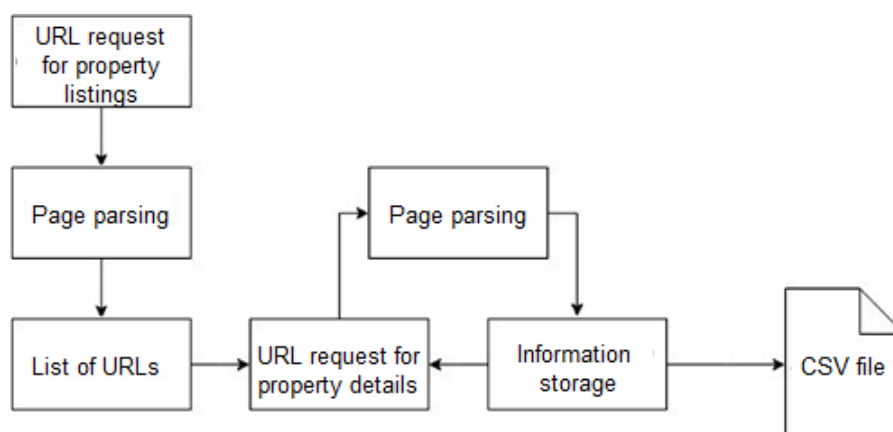 URL request
for property
listings
Page parsing
Page parsing
List of URLs
URL request for
property details
Information
storage
CSV file